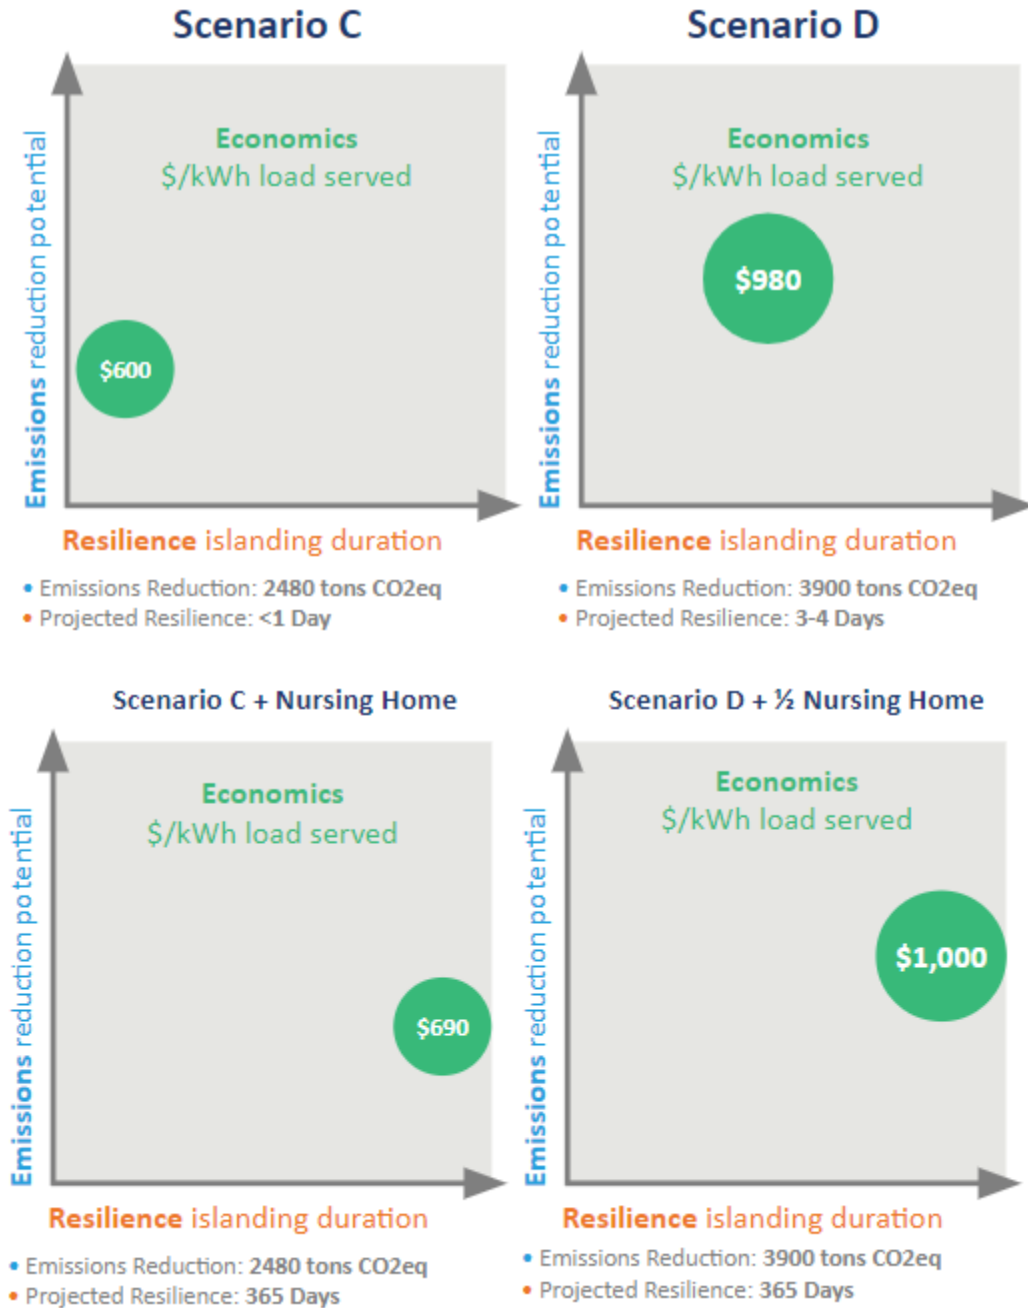 Scenario C
Emissions reduction potential
Economics
$/kWh load served
$600
Resilience islanding duration
• Emissions Reduction: 2480 tons CO2eq
• Projected Resilience: <1 Day
Scenario D
Emissions reduction potential
Economics
$/kWh load served
$980
Resilience islanding duration
• Emissions Reduction: 3900 tons CO2eq
• Projected Resilience: 3-4 Days
Scenario C + Nursing Home
Emissions reduction potential
Economics
$/kWh load served
$690
Resilience islanding duration
• Emissions Reduction: 2480 tons CO2eq
• Projected Resilience: 365 Days
Scenario D + ½ Nursing Home
Emissions reduction potential
Economics
$/kWh load served
$1,000
Resilience islanding duration
• Emissions Reduction: 3900 tons CO2eq
• Projected Resilience: 365 Days